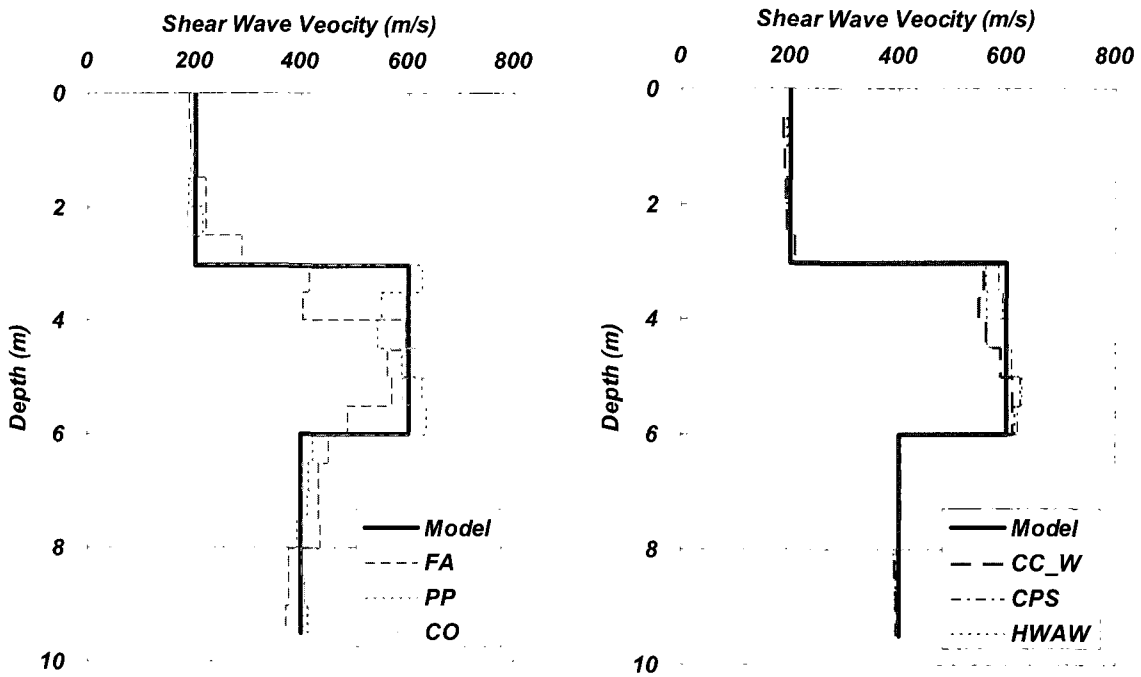 Shear Wave Veocity (m/s)
0 200 400 600 800
0
2
4
6
8
10
Depth (m)
Model
FA
PP
CO
Shear Wave Veocity (m/s)
0 200 400 600 800
0
2
4
6
8
10
Depth (m)
Model
CC_W
CPS
HWAW